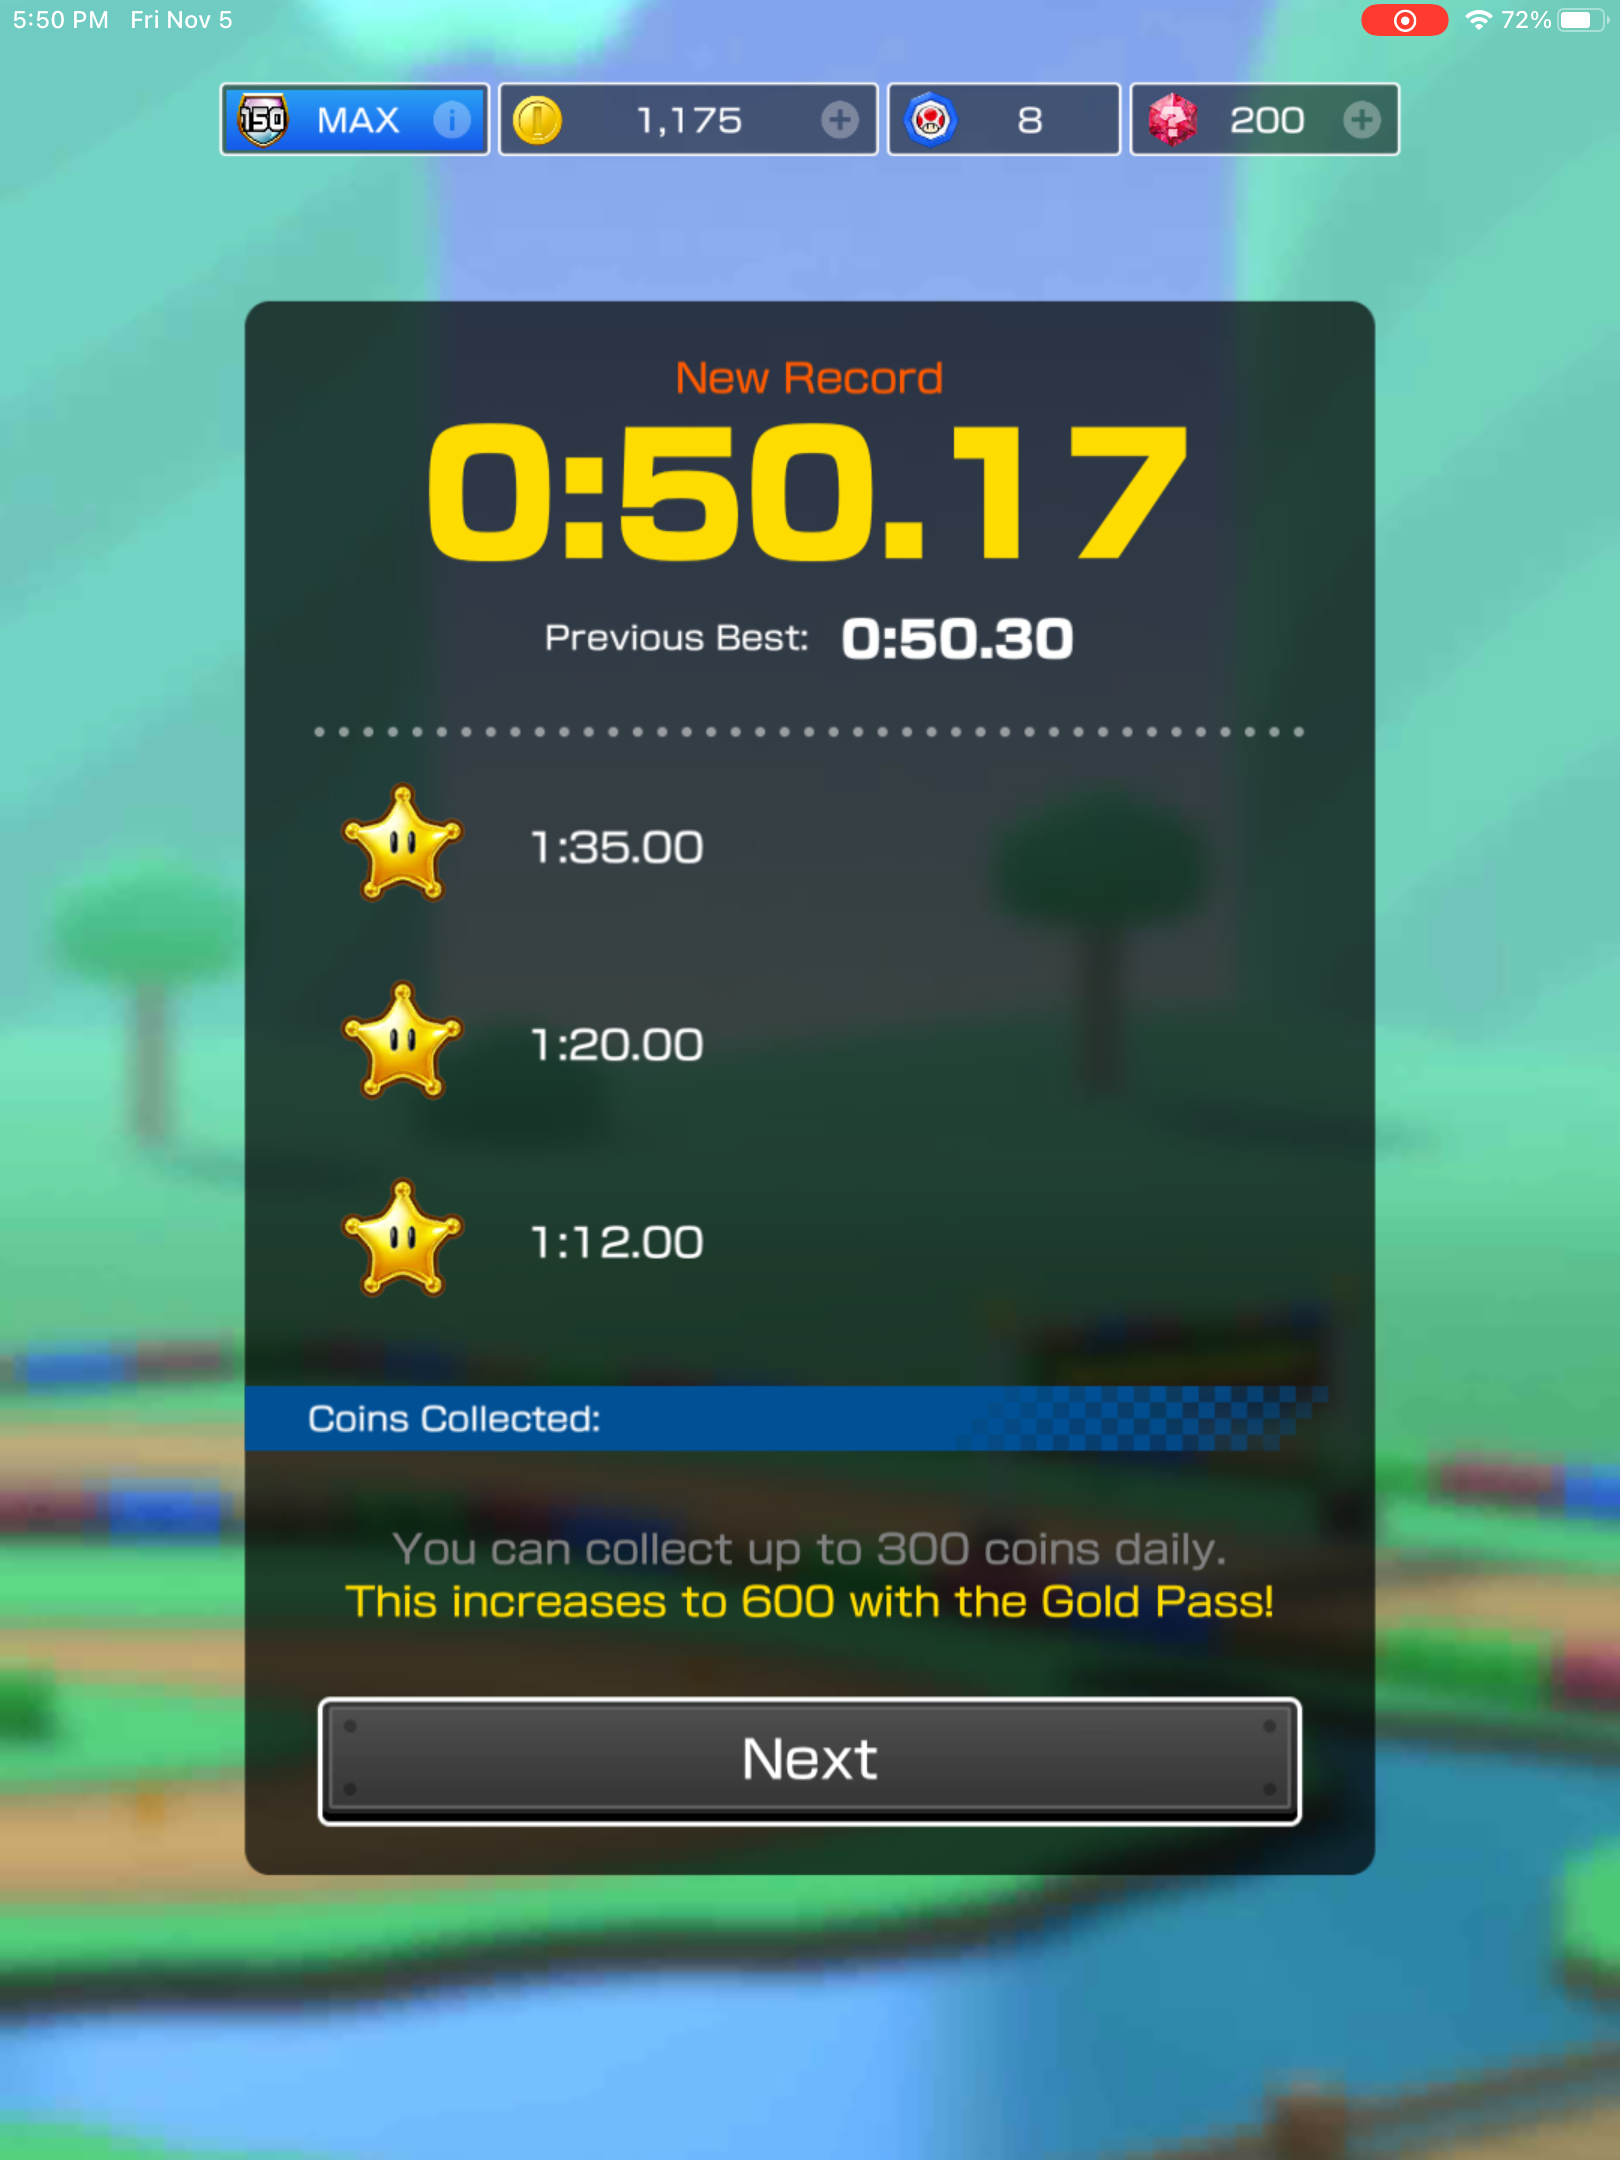 5:50 PM Fri Nov 5 72%
150 MAX i 1,175 + 8 ? 200 +
New Record
0:50.17
Previous Best: 0:50.30
1:35.00
1:20.00
1:12.00
Coins Collected:
You can collect up to 300 coins daily.
This increases to 600 with the Gold Pass!
Next